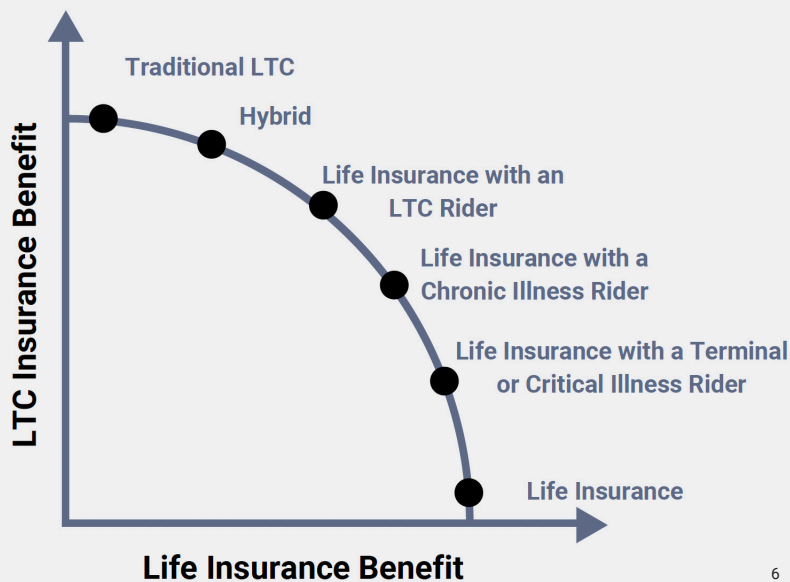 Traditional LTC
Hybrid
Life Insurance with an
LTC Rider
Life Insurance with a
Chronic Illness Rider
Life Insurance with a Terminal
or Critical Illness Rider
Life Insurance
LTC Insurance Benefit
Life Insurance Benefit
6